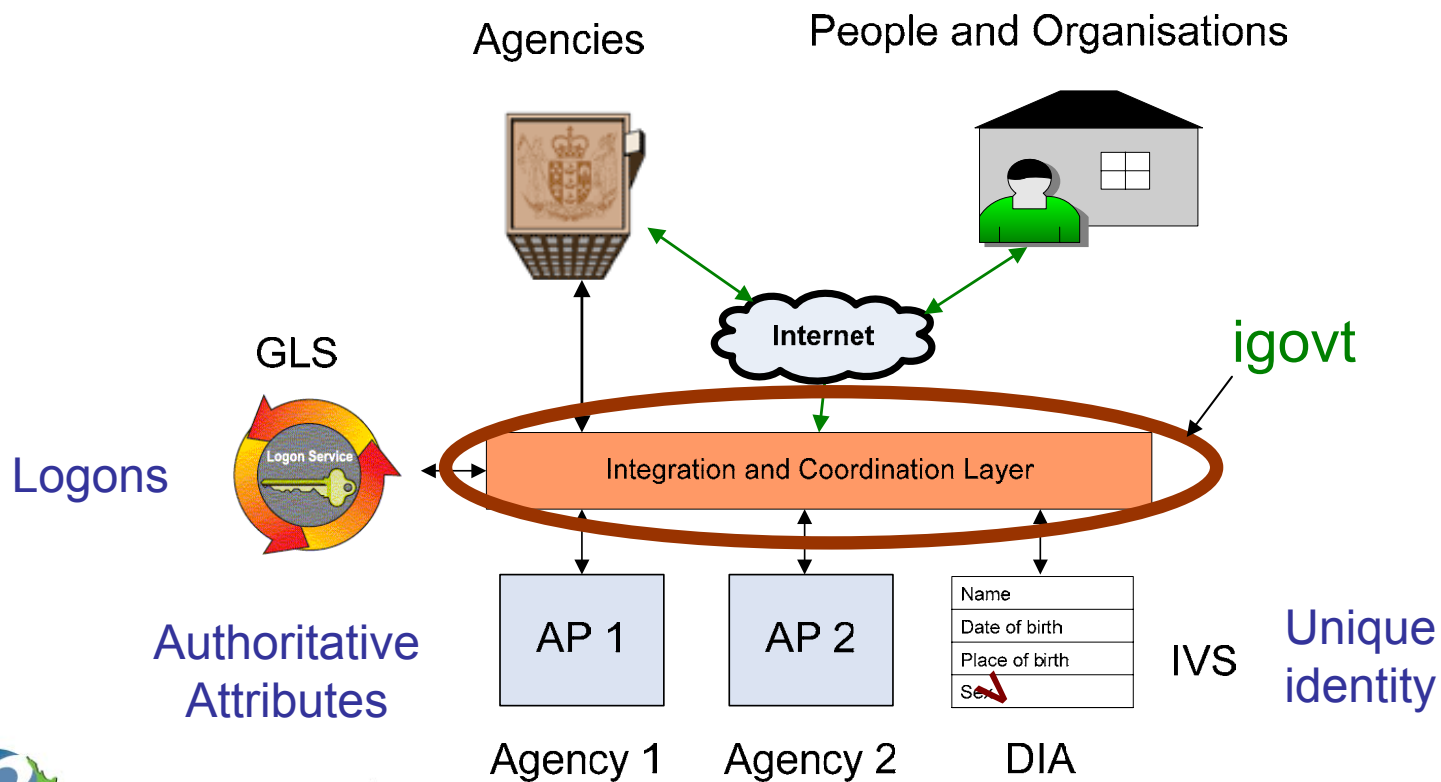 Agencies
People and Organisations
Internet
igovt
GLS
Logon Service
Logons
Integration and Coordination Layer
Authoritative
Attributes
AP 1
AP 2
Name
Date of birth
Place of birth
Sex
IVS
Unique
identity
Agency 1
Agency 2
DIA